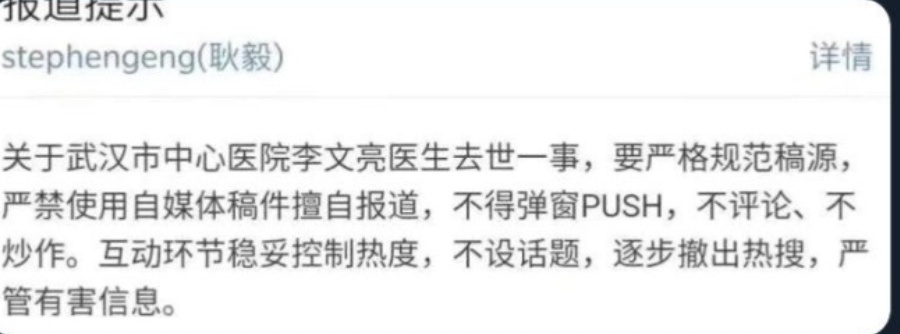 报道提示
stephengeng(耿毅)
详情
关于武汉市中心医院李文亮医生去世一事，要严格规范稿源，
严禁使用自媒体稿件擅自报道，不得弹窗PUSH，不评论、不
炒作。互动环节稳妥控制热度，不设话题，逐步撤出热搜，严
管有害信息。